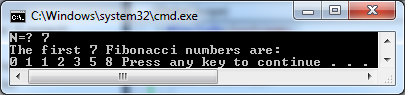 C:\Windows\system32\cmd.exe
N=? 7
The first 7 Fibonacci numbers are:
0 1 1 2 3 5 8 Press any key to continue . . .